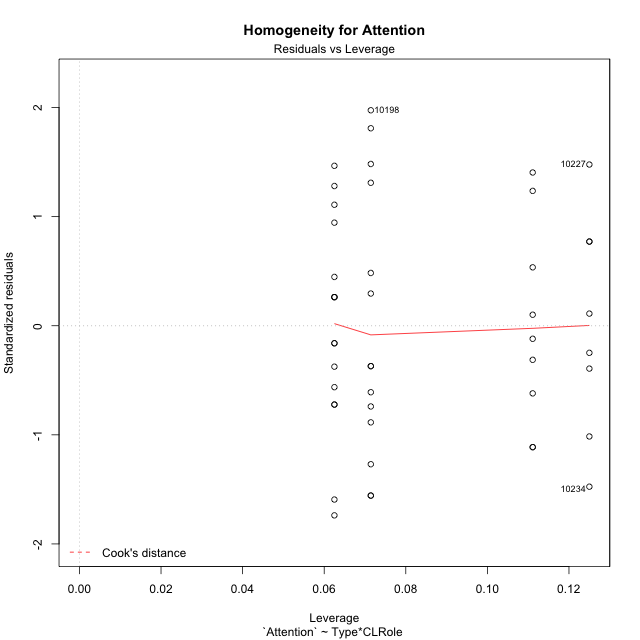 Homogeneity for Attention
Residuals vs Leverage
2
1
0
-1
-2
Standardized residuals
10198
10227
10234
Cook's distance
0.00 0.02 0.04 0.06 0.08 0.10 0.12
Leverage
`Attention` ~ Type*CLRole